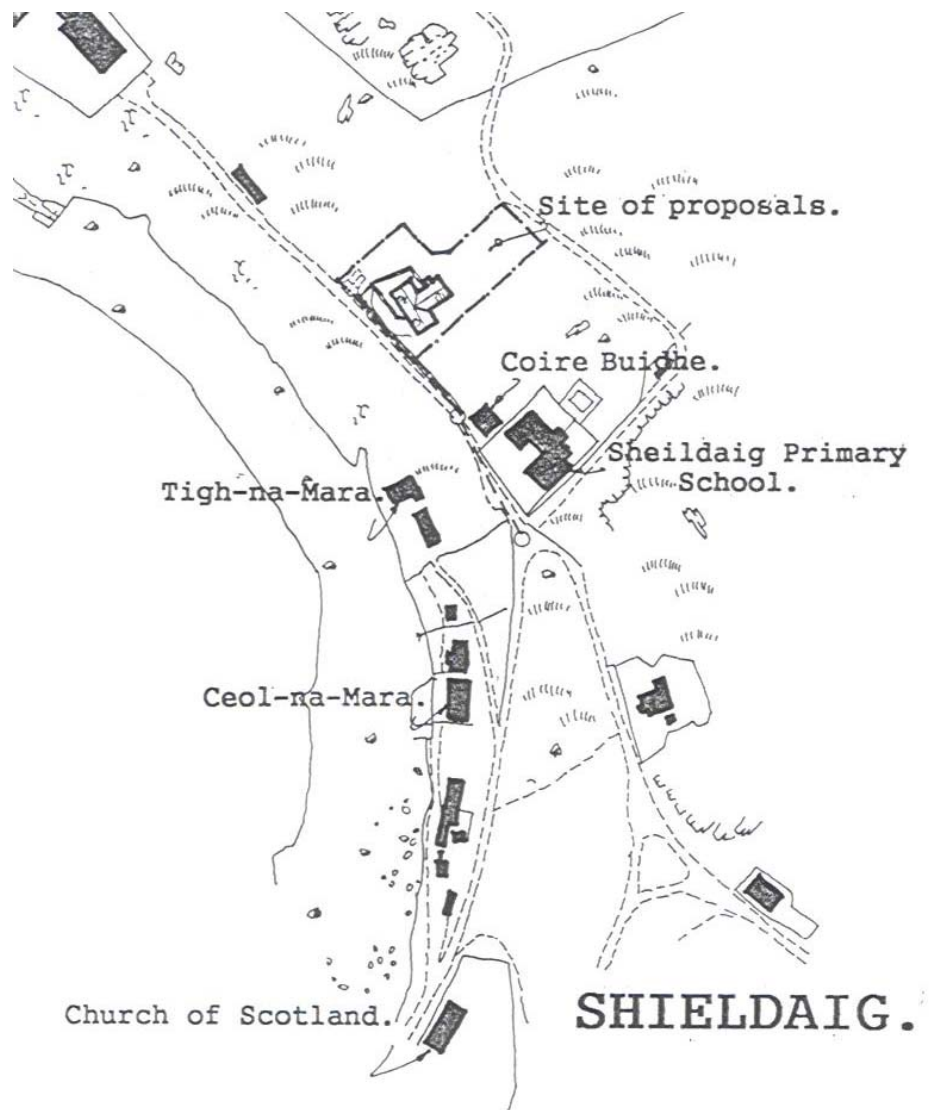 Site of proposals.
Coire Buidhe.
Sheildaig Primary
School.
Tigh-na-Mara.
Ceol-na-Mara.
Church of Scotland.
SHIELDAIG.